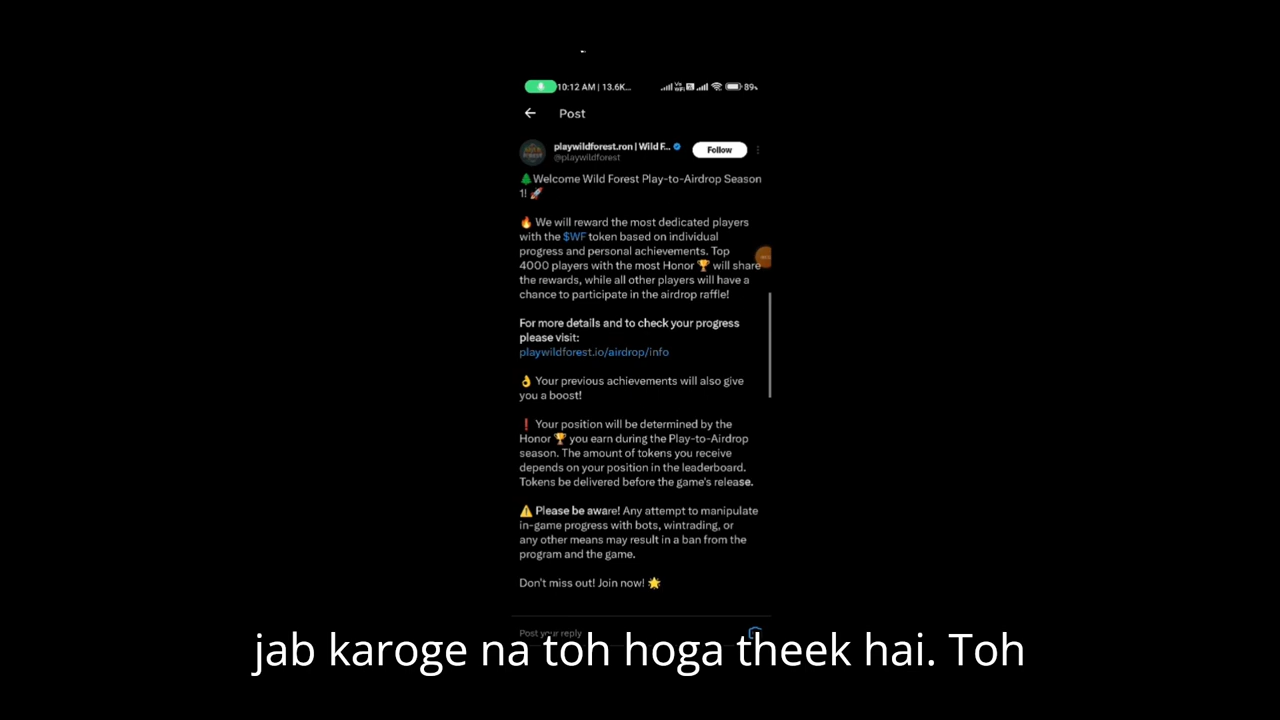 10:12 AM | 13.6K... 89%
Post
playwildforest.ron | Wild F... Follow
@playwildforest
🌲Welcome Wild Forest Play-to-Airdrop Season
1! 🚀
🔥 We will reward the most dedicated players
with the $WF token based on individual
progress and personal achievements. Top
4000 players with the most Honor 🏆 will share
the rewards, while all other players will have a
chance to participate in the airdrop raffle!
For more details and to check your progress
please visit:
playwildforest.io/airdrop/info
👌 Your previous achievements will also give
you a boost!
❗ Your position will be determined by the
Honor 🏆 you earn during the Play-to-Airdrop
season. The amount of tokens you receive
depends on your position in the leaderboard.
Tokens be delivered before the game's release.
⚠️ Please be aware! Any attempt to manipulate
in-game progress with bots, wintrading, or
any other means may result in a ban from the
program and the game.
Don't miss out! Join now! 🌟
Post your reply
jab karoge na toh hoga theek hai. Toh